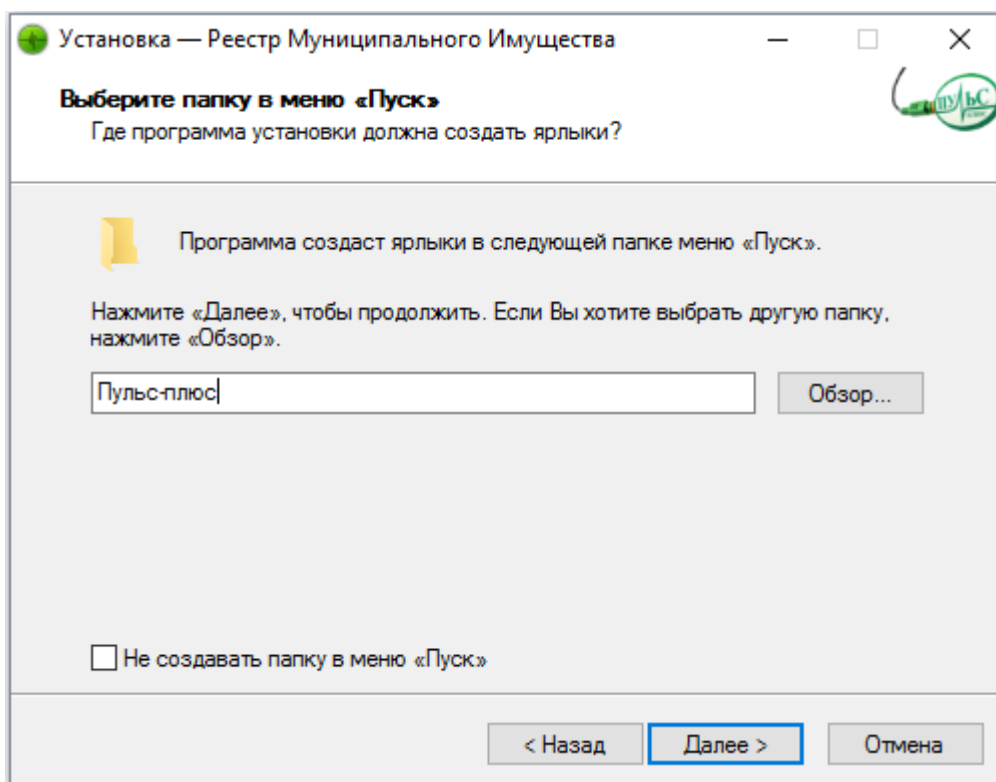 Установка — Реестр Муниципального Имущества
Выберите папку в меню «Пуск»
Где программа установки должна создать ярлыки?
ПУЛЬС
Программа создаст ярлыки в следующей папке меню «Пуск».
Нажмите «Далее», чтобы продолжить. Если Вы хотите выбрать другую папку,
нажмите «Обзор».
Пульс-плюс
Обзор...
Не создавать папку в меню «Пуск»
< Назад
Далее >
Отмена